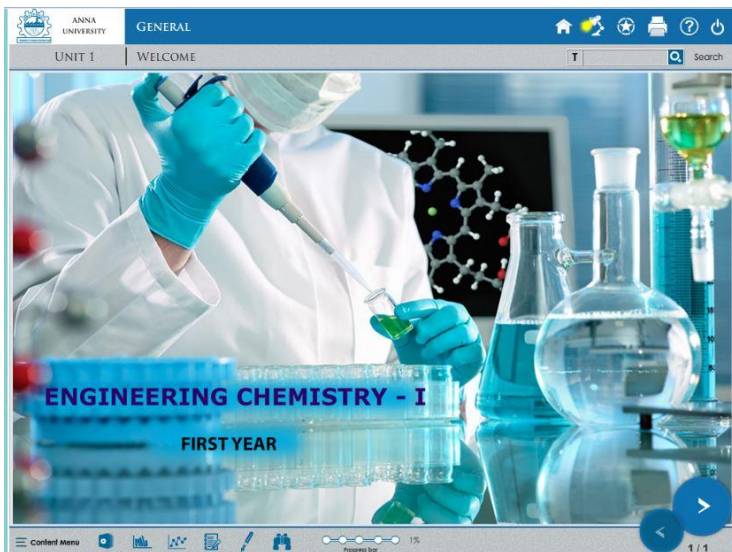 ANNA
UNIVERSITY
GENERAL
UNIT 1
WELCOME
T
Search
ENGINEERING CHEMISTRY - I
FIRST YEAR
Content Menu
Progress bar
1%
1/1